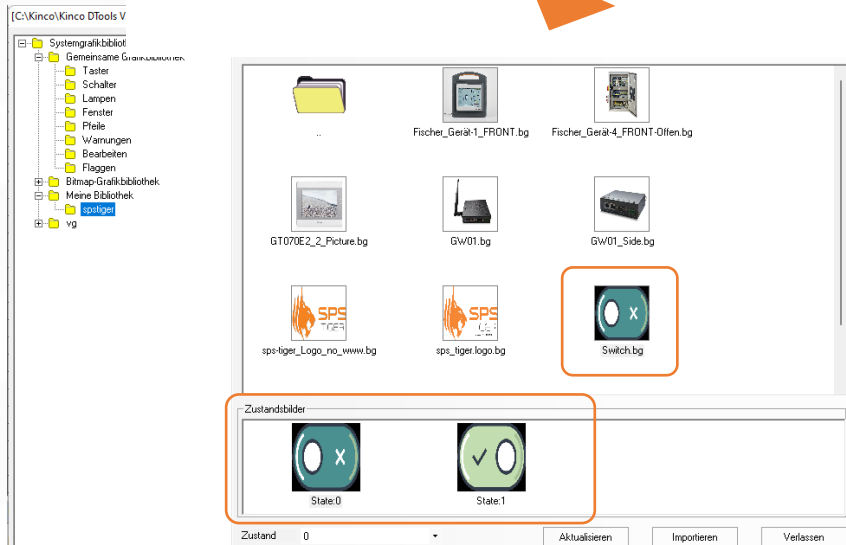 [C:\Kinco\Kinco DTools V
Systemgrafikbibliot
Gemeinsame Grafikbibliothek
Taster
Schalter
Lampen
Fenster
Pfeile
Warnungen
Bearbeiten
Flaggen
Bitmap-Grafikbibliothek
Meine Bibliothek
spstiger
vg
..
Fischer_Gerät-1_FRONT.bg
Fischer_Gerät-4_FRONT-Offen.bg
GT070E2_2_Picture.bg
GW01.bg
GW01_Side.bg
SPS
TIGER
SPS
sps-tiger_Logo_no_www.bg
sps_tiger.logo.bg
Switch.bg
Zustandsbilder
State:0
State:1
Zustand
0
Aktualisieren
Importieren
Verlassen